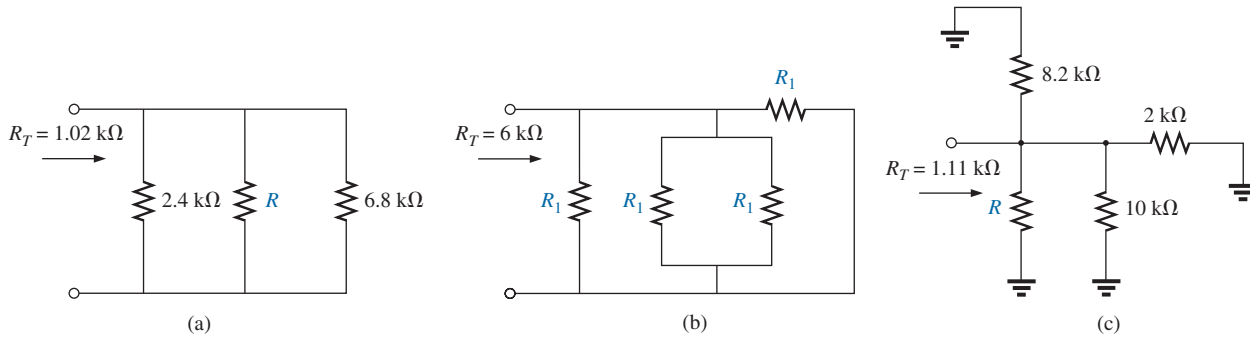 R_T = 1.02 kΩ
2.4 kΩ
R
6.8 kΩ
(a)
R_T = 6 kΩ
R_1
R_1
R_1
R_1
(b)
8.2 kΩ
2 kΩ
R_T = 1.11 kΩ
R
10 kΩ
(c)